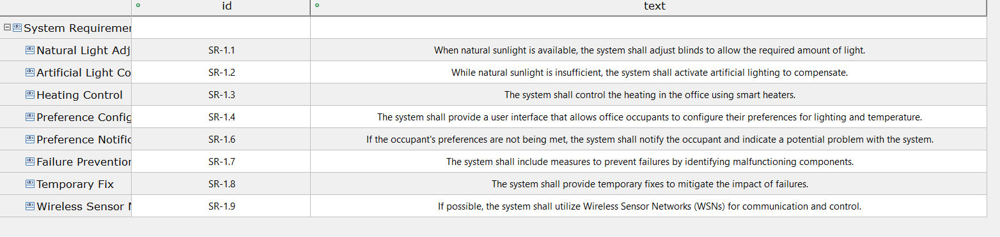 id text
System Requiremen
Natural Light Adj SR-1.1 When natural sunlight is available, the system shall adjust blinds to allow the required amount of light.
Artificial Light Co SR-1.2 While natural sunlight is insufficient, the system shall activate artificial lighting to compensate.
Heating Control SR-1.3 The system shall control the heating in the office using smart heaters.
Preference Config SR-1.4 The system shall provide a user interface that allows office occupants to configure their preferences for lighting and temperature.
Preference Notific SR-1.6 If the occupant's preferences are not being met, the system shall notify the occupant and indicate a potential problem with the system.
Failure Prevention SR-1.7 The system shall include measures to prevent failures by identifying malfunctioning components.
Temporary Fix SR-1.8 The system shall provide temporary fixes to mitigate the impact of failures.
Wireless Sensor N SR-1.9 If possible, the system shall utilize Wireless Sensor Networks (WSNs) for communication and control.